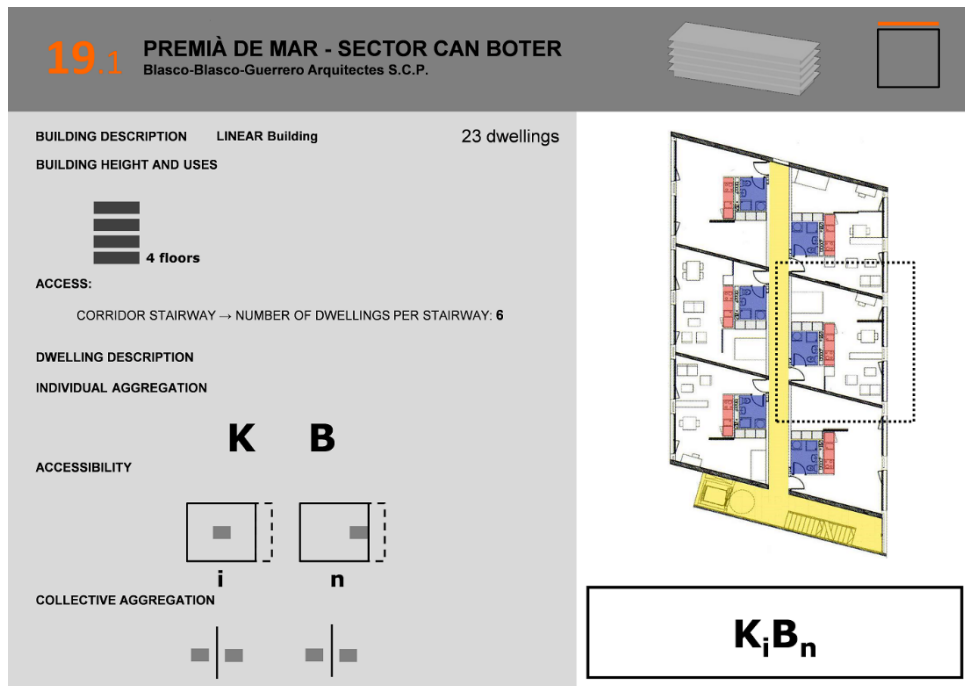 19.1
PREMIÀ DE MAR - SECTOR CAN BOTER
Blasco-Blasco-Guerrero Arquitectes S.C.P.
BUILDING DESCRIPTION LINEAR Building 23 dwellings
BUILDING HEIGHT AND USES
4 floors
ACCESS:
CORRIDOR STAIRWAY → NUMBER OF DWELLINGS PER STAIRWAY: 6
DWELLING DESCRIPTION
INDIVIDUAL AGGREGATION
K B
ACCESSIBILITY
i n
COLLECTIVE AGGREGATION
KiBn